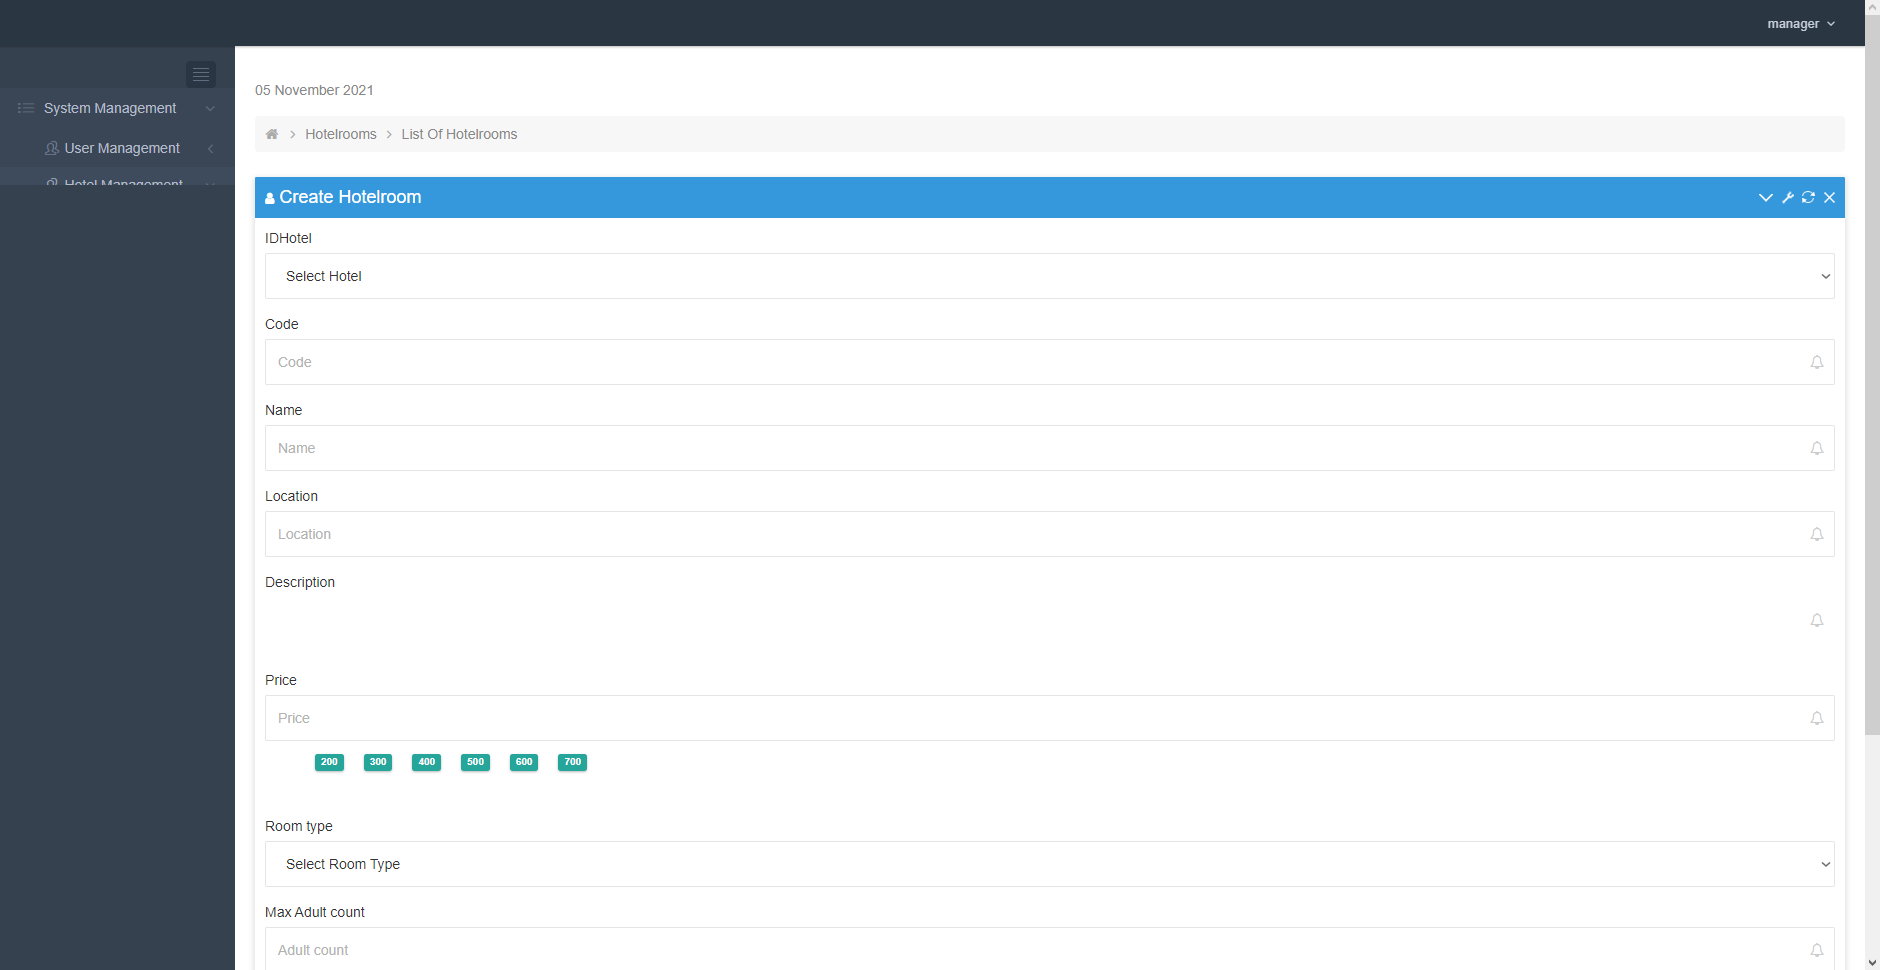 manager
System Management
User Management
Hotel Management
05 November 2021
Hotelrooms List Of Hotelrooms
Create Hotelroom
IDHotel
Select Hotel
Code
Code
Name
Name
Location
Location
Description
Price
Price
200 300 400 500 600 700
Room type
Select Room Type
Max Adult count
Adult count